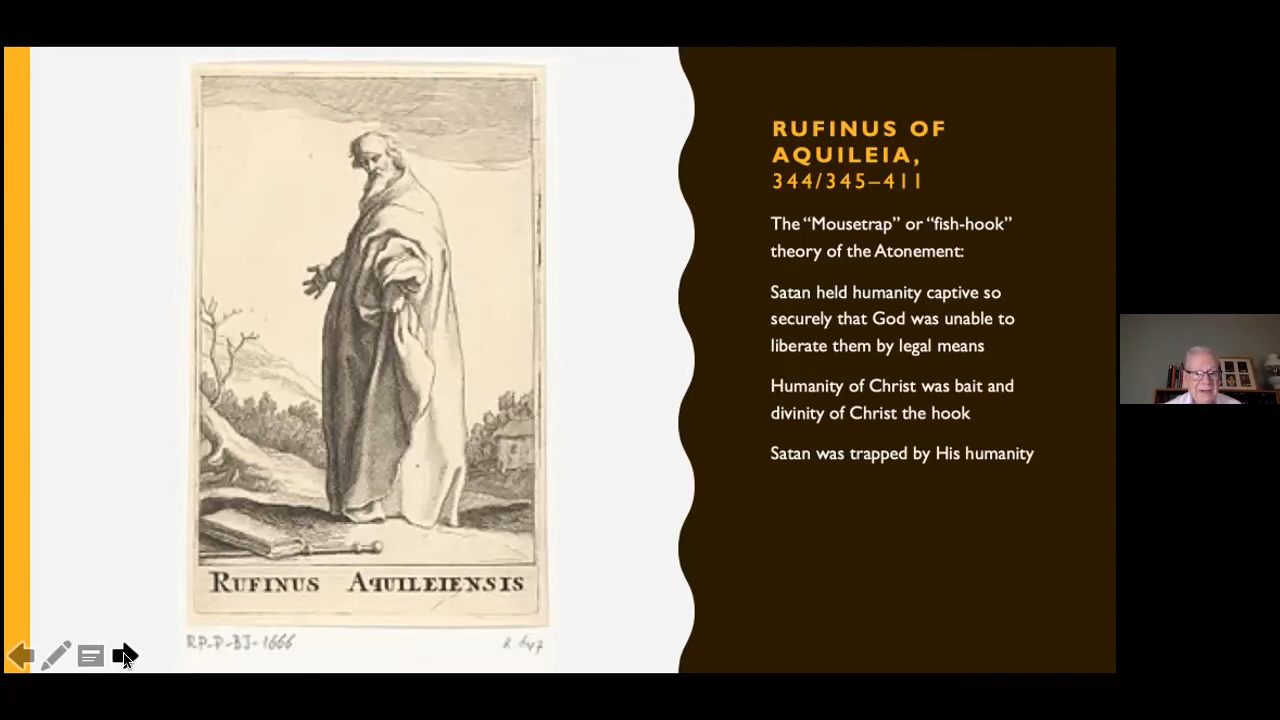 RUFINUS OF
AQUILEIA,
344/345–411
The “Mousetrap” or “fish-hook”
theory of the Atonement:
Satan held humanity captive so
securely that God was unable to
liberate them by legal means
Humanity of Christ was bait and
divinity of Christ the hook
Satan was trapped by His humanity
RUFINUS AQUILEIENSIS
RP-P-BI-1666